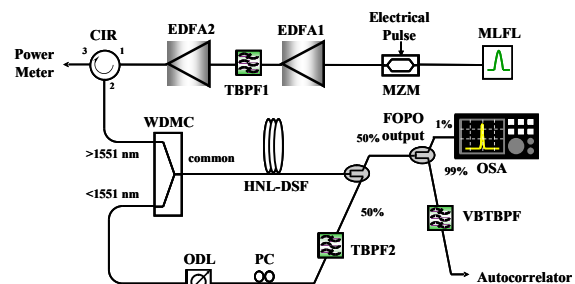 Electrical
Pulse
CIR
EDFA2
EDFA1
MLFL
Power
Meter
3
1
2
TBPF1
MZM
WDMC
FOPO
output
1%
50%
>1551 nm
common
OSA
99%
HNL-DSF
<1551 nm
50%
VBTBPF
TBPF2
ODL
PC
Autocorrelator